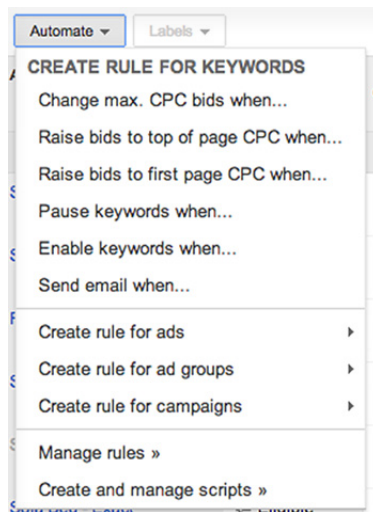 Automate
Labels
CREATE RULE FOR KEYWORDS
Change max. CPC bids when...
Raise bids to top of page CPC when...
Raise bids to first page CPC when...
Pause keywords when...
Enable keywords when...
Send email when...
Create rule for ads
Create rule for ad groups
Create rule for campaigns
Manage rules »
Create and manage scripts »